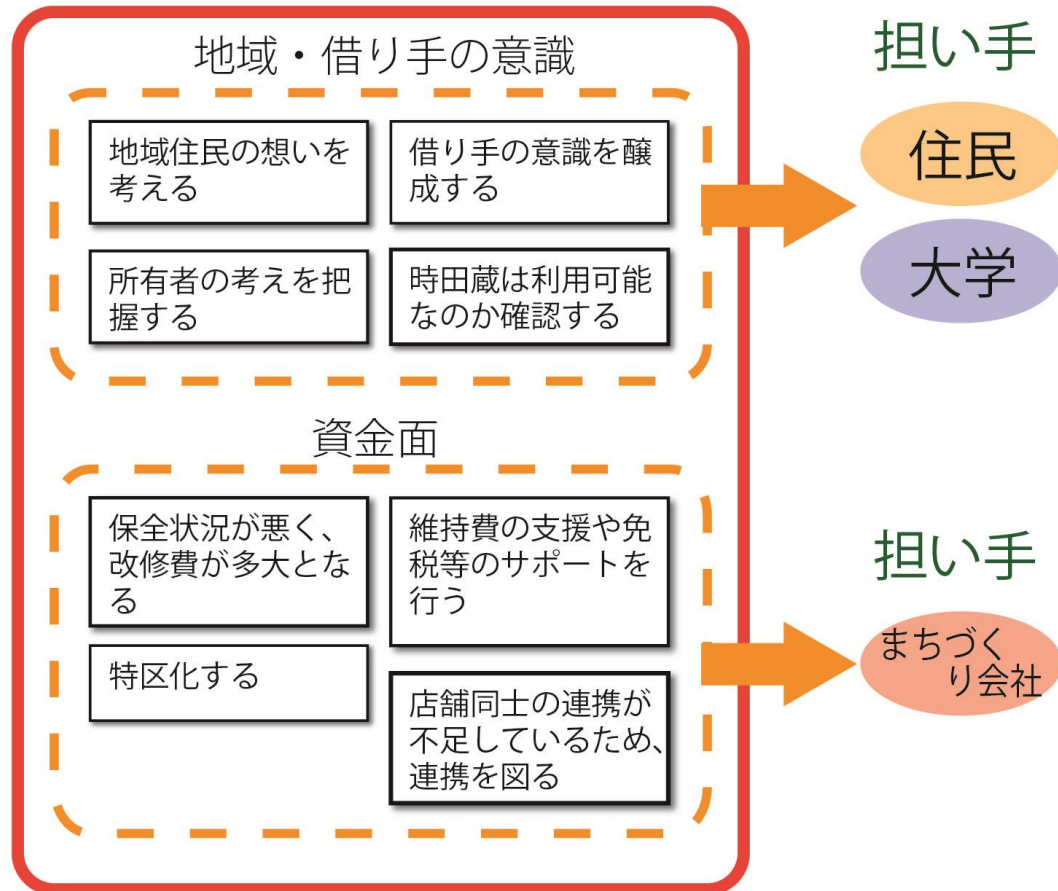 地域・借り手の意識
地域住民の想いを
考える
借り手の意識を醸
成する
所有者の考えを把
握する
時田蔵は利用可能
なのか確認する
担い手
住民
大学
資金面
保全状況が悪く、
改修費が多大とな
る
維持費の支援や免
税等のサポートを
行う
特区化する
店舗同士の連携が
不足しているため、
連携を図る
担い手
まちづく
り会社